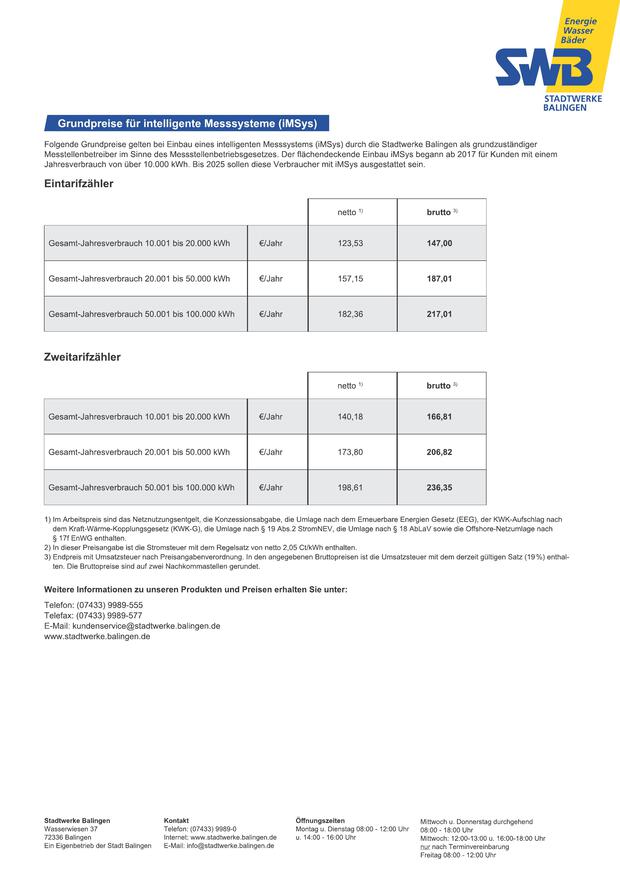 Energie
Wasser
Bäder
SWB
STADTWERKE
BALINGEN
Grundpreise für intelligente Messsysteme (iMSys)
Folgende Grundpreise gelten bei Einbau eines intelligenten Messsystems (iMSys) durch die Stadtwerke Balingen als grundzuständiger
Messtellenbetreiber im Sinne des Messstellenbetriebsgesetzes. Der flächendeckende Einbau iMSys begann ab 2017 für Kunden mit einem
Jahresverbrauch von über 10.000 kWh. Bis 2025 sollen diese Verbraucher mit iMSys ausgestattet sein.
Eintarifzähler
netto 1) brutto 3)
Gesamt-Jahresverbrauch 10.001 bis 20.000 kWh €/Jahr 123,53 147,00
Gesamt-Jahresverbrauch 20.001 bis 50.000 kWh €/Jahr 157,15 187,01
Gesamt-Jahresverbrauch 50.001 bis 100.000 kWh €/Jahr 182,36 217,01
Zweitarifzähler
netto 1) brutto 3)
Gesamt-Jahresverbrauch 10.001 bis 20.000 kWh €/Jahr 140,18 166,81
Gesamt-Jahresverbrauch 20.001 bis 50.000 kWh €/Jahr 173,80 206,82
Gesamt-Jahresverbrauch 50.001 bis 100.000 kWh €/Jahr 198,61 236,35
1) Im Arbeitspreis sind das Netznutzungsentgelt, die Konzessionsabgabe, die Umlage nach dem Erneuerbare Energien Gesetz (EEG), der KWK-Aufschlag nach
dem Kraft-Wärme-Kopplungsgesetz (KWK-G), die Umlage nach § 19 Abs.2 StromNEV, die Umlage nach § 18 AbLaV sowie die Offshore-Netzumlage nach
§ 17f EnWG enthalten.
2) In dieser Preisangabe ist die Stromsteuer mit dem Regelsatz von netto 2,05 Ct/kWh enthalten.
3) Endpreis mit Umsatzsteuer nach Preisangabenverordnung. In den angegebenen Bruttopreisen ist die Umsatzsteuer mit dem derzeit gültigen Satz (19%) enthal-
ten. Die Bruttopreise sind auf zwei Nachkommastellen gerundet.
Weitere Informationen zu unseren Produkten und Preisen erhalten Sie unter:
Telefon: (07433) 9989-555
Telefax: (07433) 9989-577
E-Mail: kundenservice@stadtwerke.balingen.de
www.stadtwerke.balingen.de
Stadtwerke Balingen
Wasserwiesen 37
72336 Balingen
Ein Eigenbetrieb der Stadt Balingen
Kontakt
Telefon: (07433) 9989-0
Internet: www.stadtwerke.balingen.de
E-Mail: info@stadtwerke.balingen.de
Öffnungszeiten
Montag u. Dienstag 08:00 - 12:00 Uhr
u. 14:00 - 16:00 Uhr
Mittwoch u. Donnerstag durchgehend
08:00 - 18:00 Uhr
Mittwoch: 12:00-13:00 u. 16:00-18:00 Uhr
nur nach Terminvereinbarung
Freitag 08:00 - 12:00 Uhr